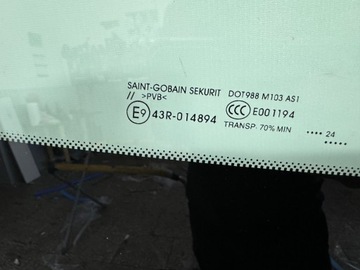 SAINT-GOBAIN SEKURIT DOT988 M103 AS1
// >PVB<
E9 43R-014894 CCC E001194
TRANSP. 70% MIN
.... 24
.....